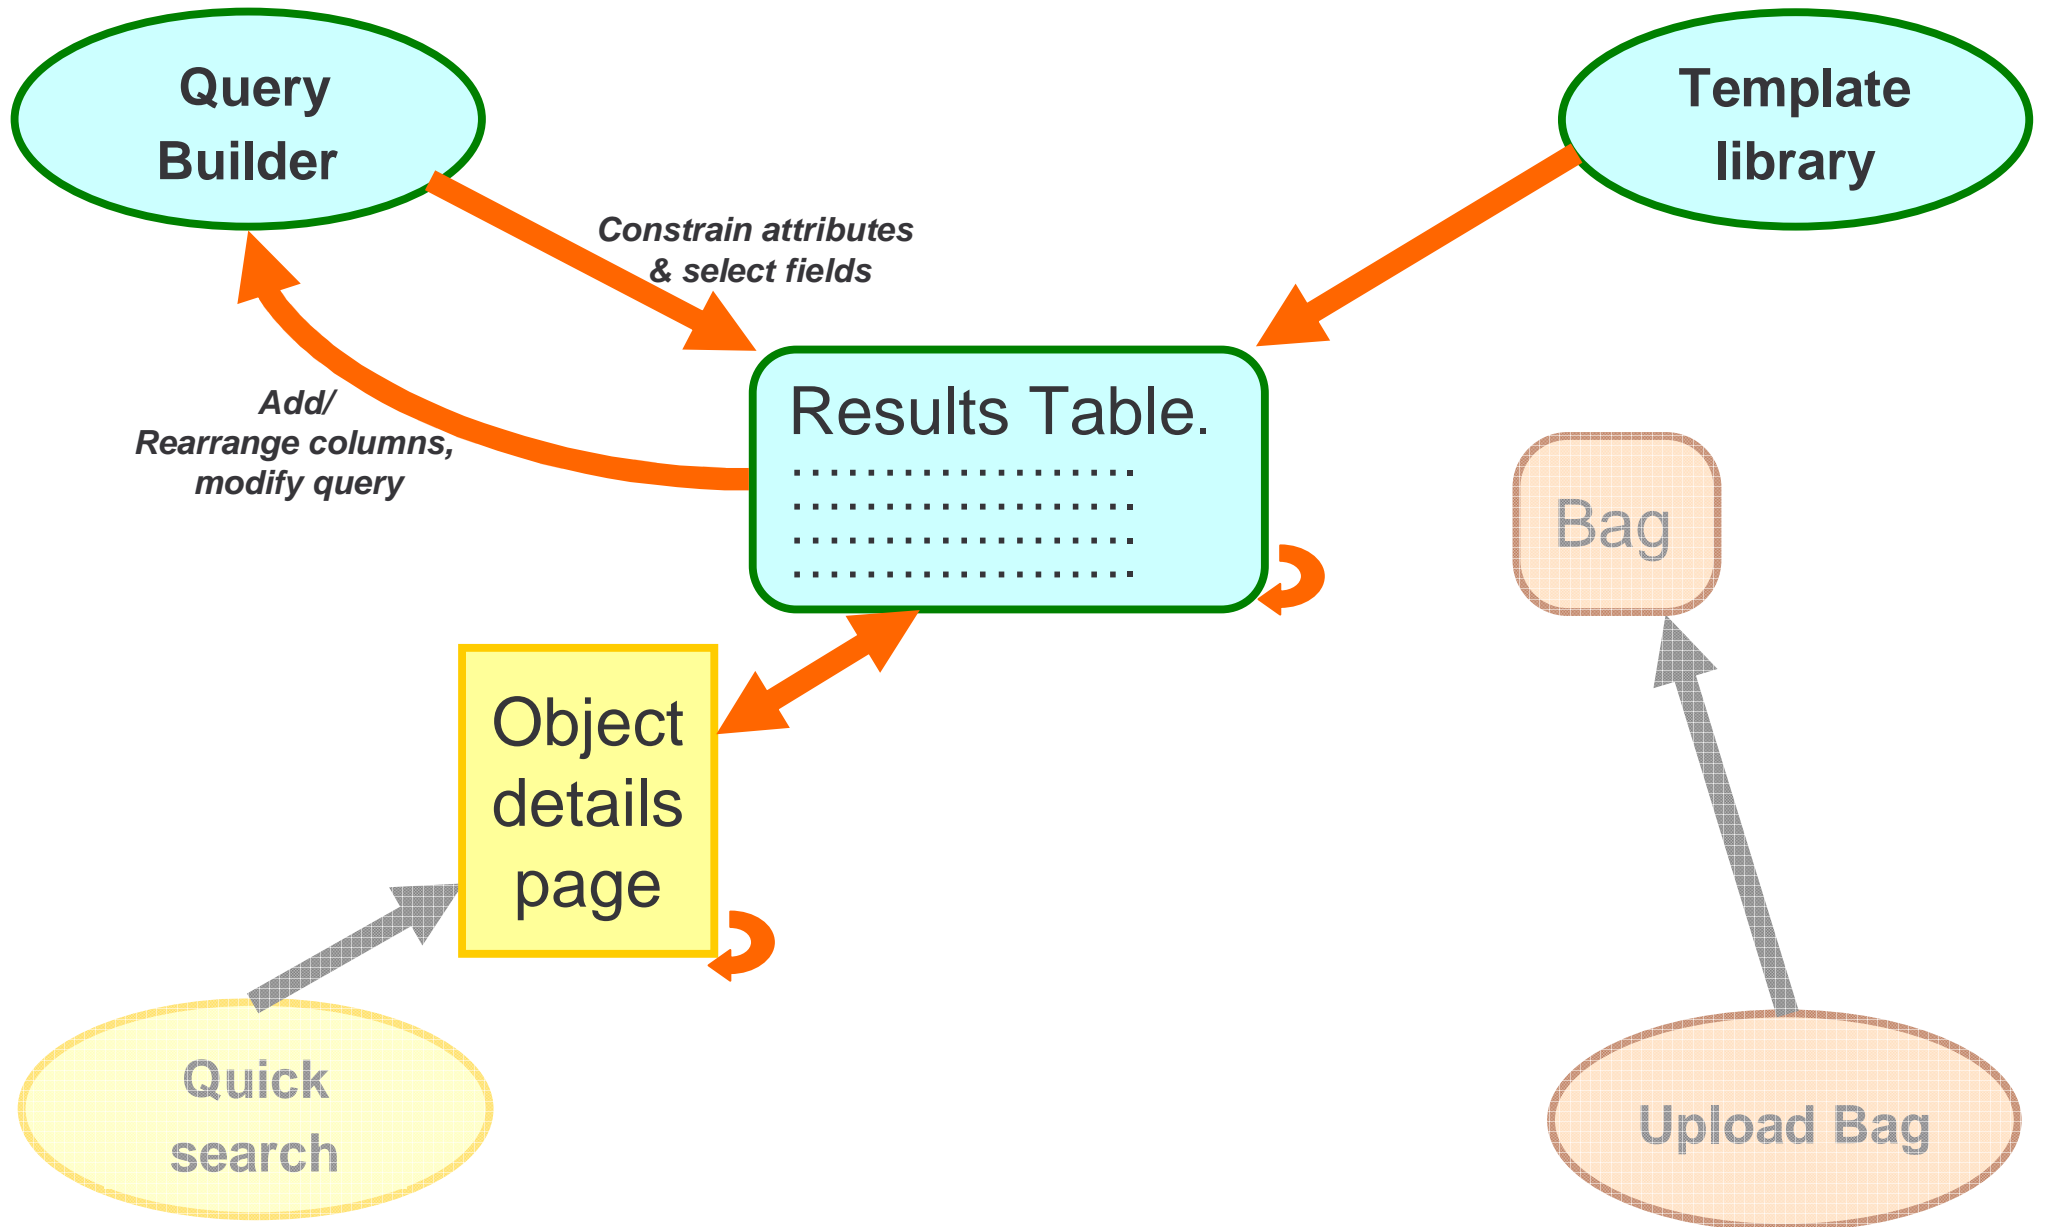 Query
Builder
Template
library
Constrain attributes
& select fields
Add/
Rearrange columns,
modify query
Results Table.
...................
...................
...................
...................
Bag
Object
details
page
Quick
search
Upload Bag